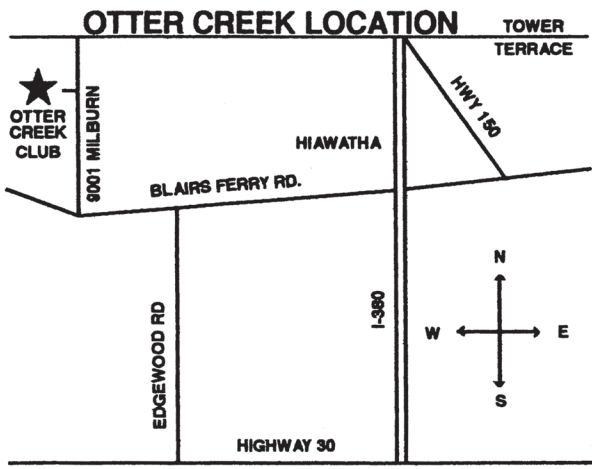 OTTER CREEK LOCATION
TOWER
TERRACE
OTTER
CREEK
CLUB
9001 MILBURN
HIAWATHA
HWY 150
BLAIRS FERRY RD.
EDGEWOOD RD
I-380
N
W
E
S
HIGHWAY 30